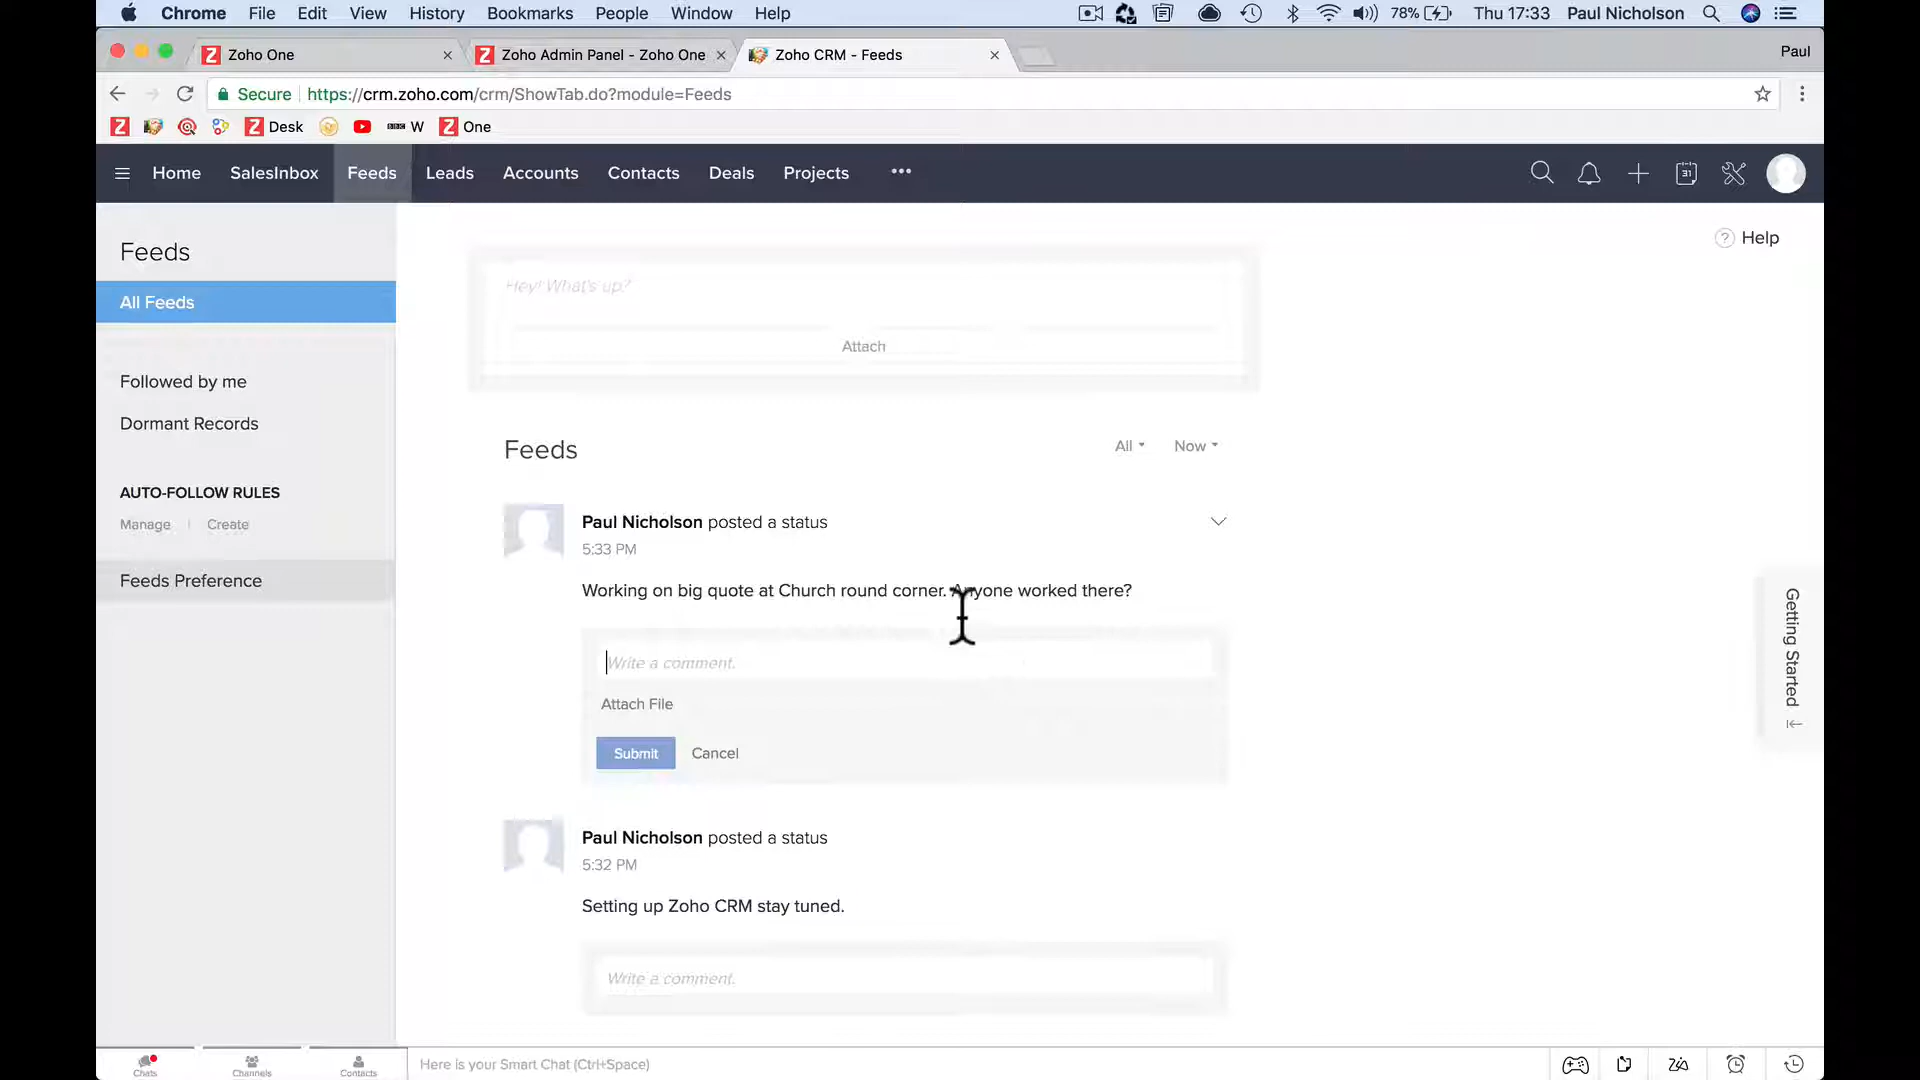 Chrome File Edit View History Bookmarks People Window Help 78% Thu 17:33 Paul Nicholson
Zoho One Zoho Admin Panel - Zoho One Zoho CRM - Feeds Paul
Secure https://crm.zoho.com/crm/ShowTab.do?module=Feeds
Desk BBC W One
Home SalesInbox Feeds Leads Accounts Contacts Deals Projects
31
Feeds
Help
All Feeds
Hey! What's up?
Attach
Followed by me
Dormant Records
AUTO-FOLLOW RULES
Manage Create
Feeds Preference
Feeds All Now
Paul Nicholson posted a status
5:33 PM
Working on big quote at Church round corner. Anyone worked there?
Write a comment.
Attach File
Submit Cancel
Paul Nicholson posted a status
5:32 PM
Setting up Zoho CRM stay tuned.
Write a comment.
Getting Started
Chats Channels Contacts Here is your Smart Chat (Ctrl+Space)